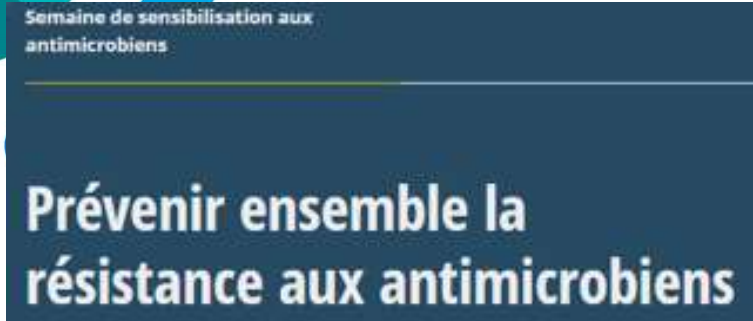 Semaine de sensibilisation aux
antimicrobiens
Prévenir ensemble la
résistance aux antimicrobiens